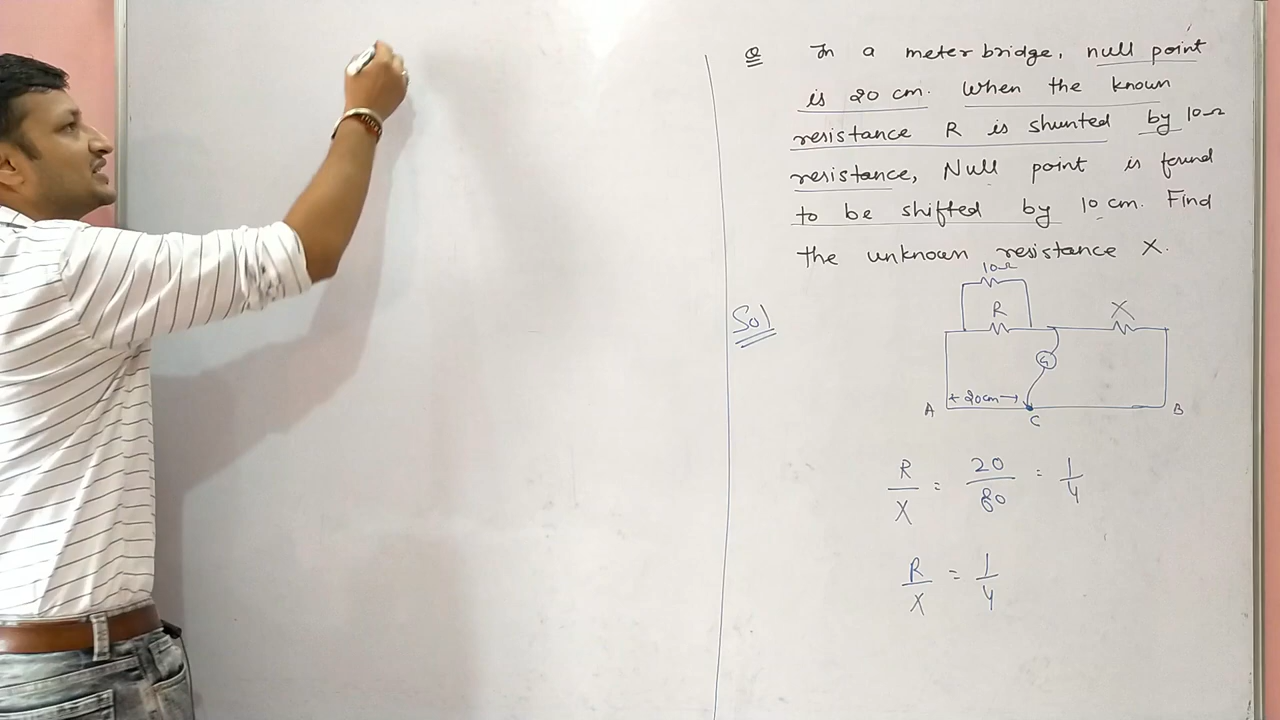 Q In a meter bridge, null point
is 20 cm. When the known
resistance R is shunted by 10Ω
resistance, Null point is found
to be shifted by 10 cm. Find
the unknown resistance X.
Sol
10Ω
R X
G
20cm
A C B
R/X = 20/80 = 1/4
R/X = 1/4